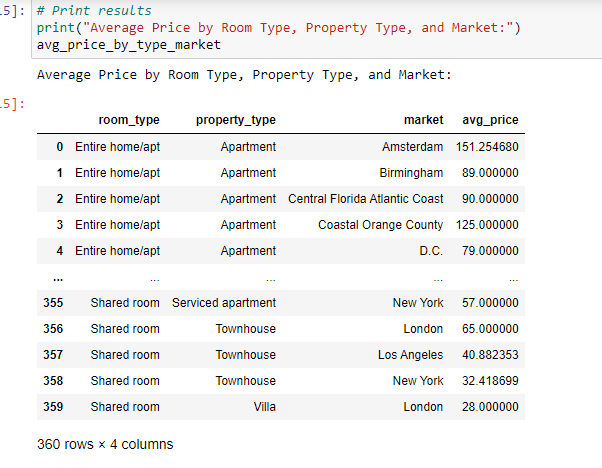 5]: # Print results
print("Average Price by Room Type, Property Type, and Market:")
avg_price_by_type_market
Average Price by Room Type, Property Type, and Market:
5]:
room_type property_type market avg_price
0 Entire home/apt Apartment Amsterdam 151.254680
1 Entire home/apt Apartment Birmingham 89.000000
2 Entire home/apt Apartment Central Florida Atlantic Coast 90.000000
3 Entire home/apt Apartment Coastal Orange County 125.000000
4 Entire home/apt Apartment D.C. 79.000000
... ... ... ... ...
355 Shared room Serviced apartment New York 57.000000
356 Shared room Townhouse London 65.000000
357 Shared room Townhouse Los Angeles 40.882353
358 Shared room Townhouse New York 32.418699
359 Shared room Villa London 28.000000
360 rows × 4 columns